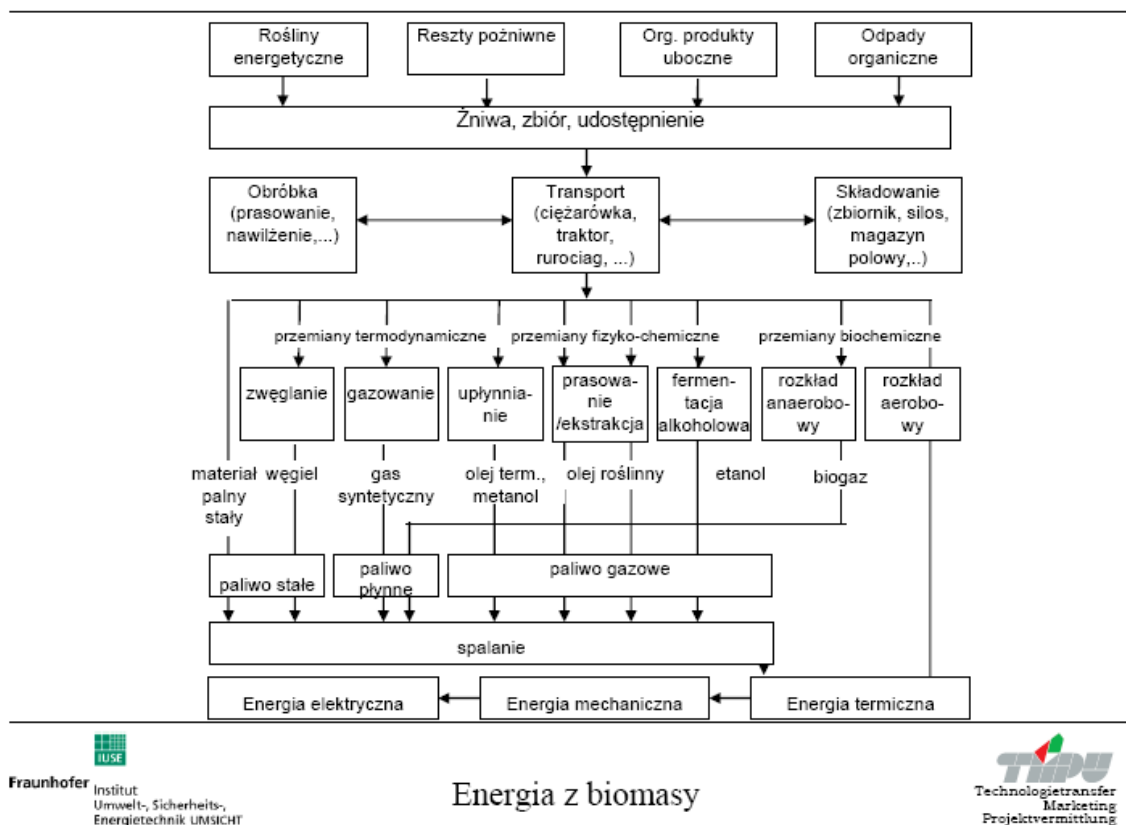 Rośliny
energetyczne
Reszty pożniwne
Org. produkty
uboczne
Odpady
organiczne
Żniwa, zbiór, udostępnienie
Obróbka
(prasowanie,
nawilżenie,...)
Transport
(ciężarówka,
traktor,
rurociąg, ...)
Składowanie
(zbiornik, silos,
magazyn
polowy,..)
przemiany termodynamiczne
przemiany fizyko-chemiczne
przemiany biochemiczne
zwęglanie
gazowanie
upłynnia-
nie
prasowa-
nie
/ekstrakcja
fermen-
tacja
alkoholowa
rozkład
anaerobo-
wy
rozkład
aerobo-
wy
materiał
palny
stały
węgiel
gas
syntetyczny
olej term.,
metanol
olej roślinny
etanol
biogaz
paliwo stałe
paliwo
płynne
paliwo gazowe
spalanie
Energia elektryczna
Energia mechaniczna
Energia termiczna
IUSE
Fraunhofer
Institut
Umwelt-, Sicherheits-,
Energietechnik UMSICHT
Energia z biomasy
TTMPU
Technologietransfer
Marketing
Projektvermittlung